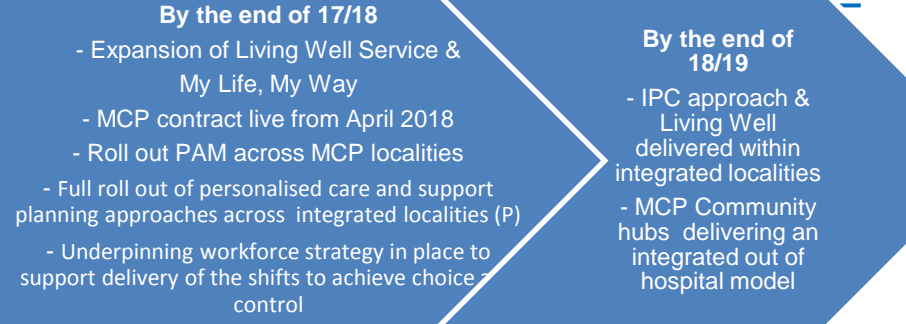 By the end of 17/18
- Expansion of Living Well Service &
My Life, My Way
- MCP contract live from April 2018
- Roll out PAM across MCP localities
- Full roll out of personalised care and support
planning approaches across integrated localities (P)
- Underpinning workforce strategy in place to
support delivery of the shifts to achieve choice a
control
By the end of
18/19
- IPC approach &
Living Well
delivered within
integrated localities
- MCP Community
hubs delivering an
integrated out of
hospital model